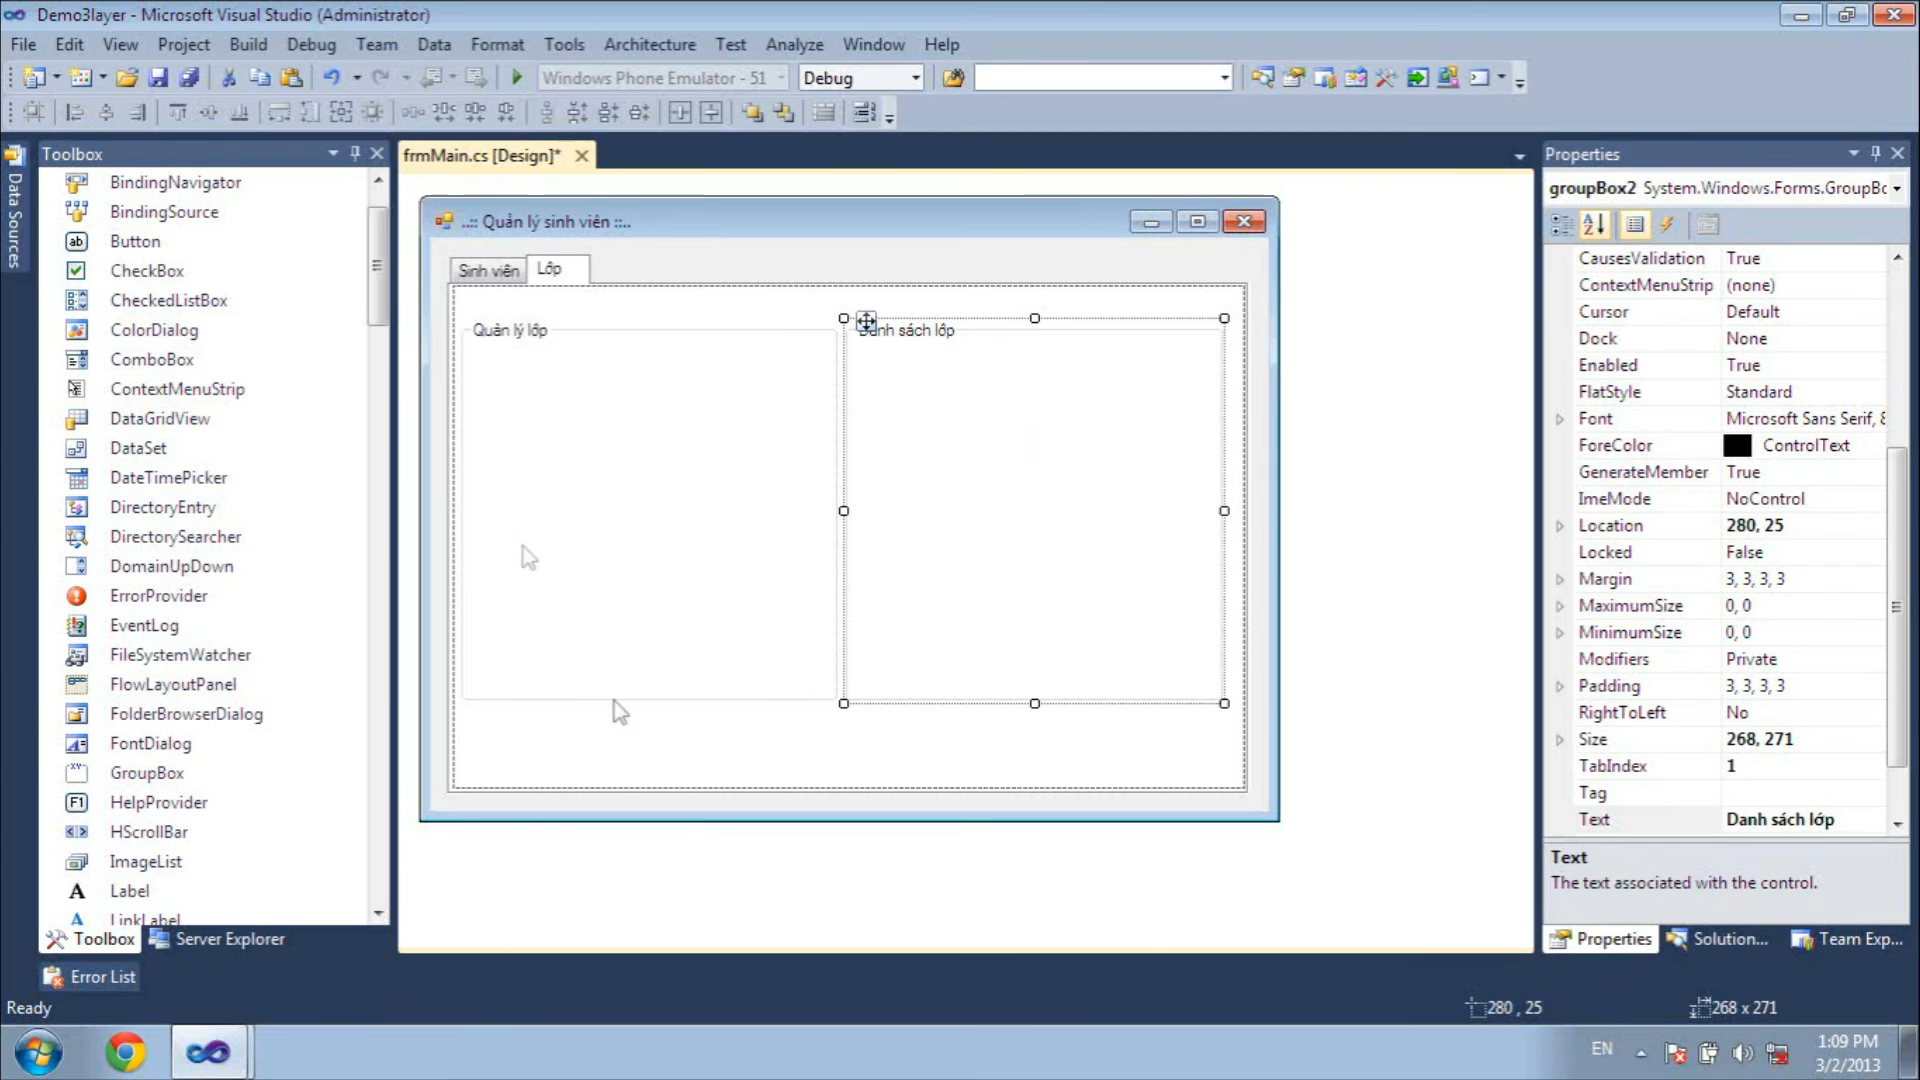 Demo3layer - Microsoft Visual Studio (Administrator)
File Edit View Project Build Debug Team Data Format Tools Architecture Test Analyze Window Help
Windows Phone Emulator - 51 Debug
Data Sources
Toolbox
BindingNavigator
BindingSource
Button
CheckBox
CheckedListBox
ColorDialog
ComboBox
ContextMenuStrip
DataGridView
DataSet
DateTimePicker
DirectoryEntry
DirectorySearcher
DomainUpDown
ErrorProvider
EventLog
FileSystemWatcher
FlowLayoutPanel
FolderBrowserDialog
FontDialog
GroupBox
HelpProvider
HScrollBar
ImageList
Label
LinkLabel
Toolbox Server Explorer
Error List
Ready
frmMain.cs [Design]*
..:: Quản lý sinh viên ::..
Sinh viên Lớp
Quản lý lớp
Danh sách lớp
Properties
groupBox2 System.Windows.Forms.GroupBo
CausesValidation True
ContextMenuStrip (none)
Cursor Default
Dock None
Enabled True
FlatStyle Standard
Font Microsoft Sans Serif, 8
ForeColor ControlText
GenerateMember True
ImeMode NoControl
Location 280, 25
Locked False
Margin 3, 3, 3, 3
MaximumSize 0, 0
MinimumSize 0, 0
Modifiers Private
Padding 3, 3, 3, 3
RightToLeft No
Size 268, 271
TabIndex 1
Tag
Text Danh sách lớp
Text
The text associated with the control.
Properties Solution... Team Exp...
280 , 25 268 x 271
EN
1:09 PM
3/2/2013